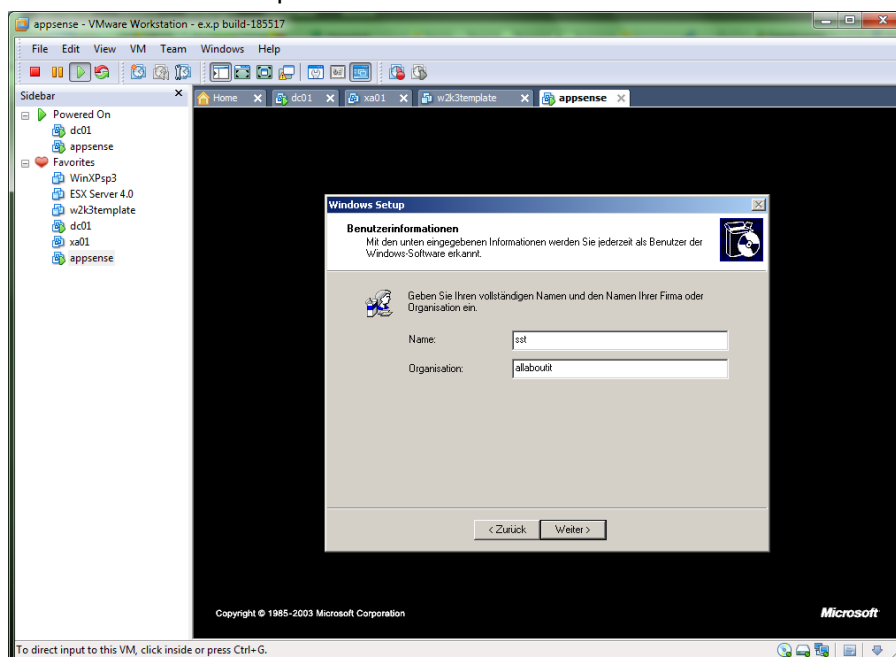 appsense - VMware Workstation - e.x.p build-185517
File Edit View VM Team Windows Help
Sidebar ×
Home dc01 xa01 w2k3template appsense
Powered On
dc01
appsense
Favorites
WinXPsp3
ESX Server 4.0
w2k3template
dc01
xa01
appsense
Windows Setup
Benutzerinformationen
Mit den unten eingegebenen Informationen werden Sie jederzeit als Benutzer der
Windows-Software erkannt.
Geben Sie Ihren vollständigen Namen und den Namen Ihrer Firma oder
Organisation ein.
Name: sst
Organisation: allaboutit
< Zurück Weiter >
Copyright © 1985-2003 Microsoft Corporation
Microsoft
To direct input to this VM, click inside or press Ctrl+G.